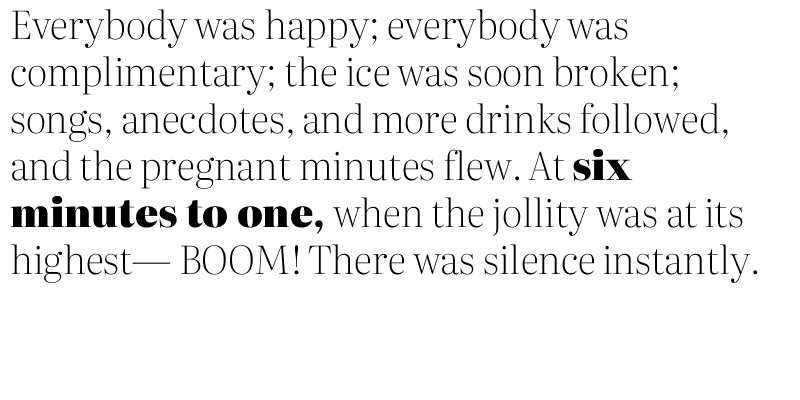 Everybody was happy; everybody was
complimentary; the ice was soon broken;
songs, anecdotes, and more drinks followed,
and the pregnant minutes flew. At six
minutes to one, when the jollity was at its
highest— BOOM! There was silence instantly.